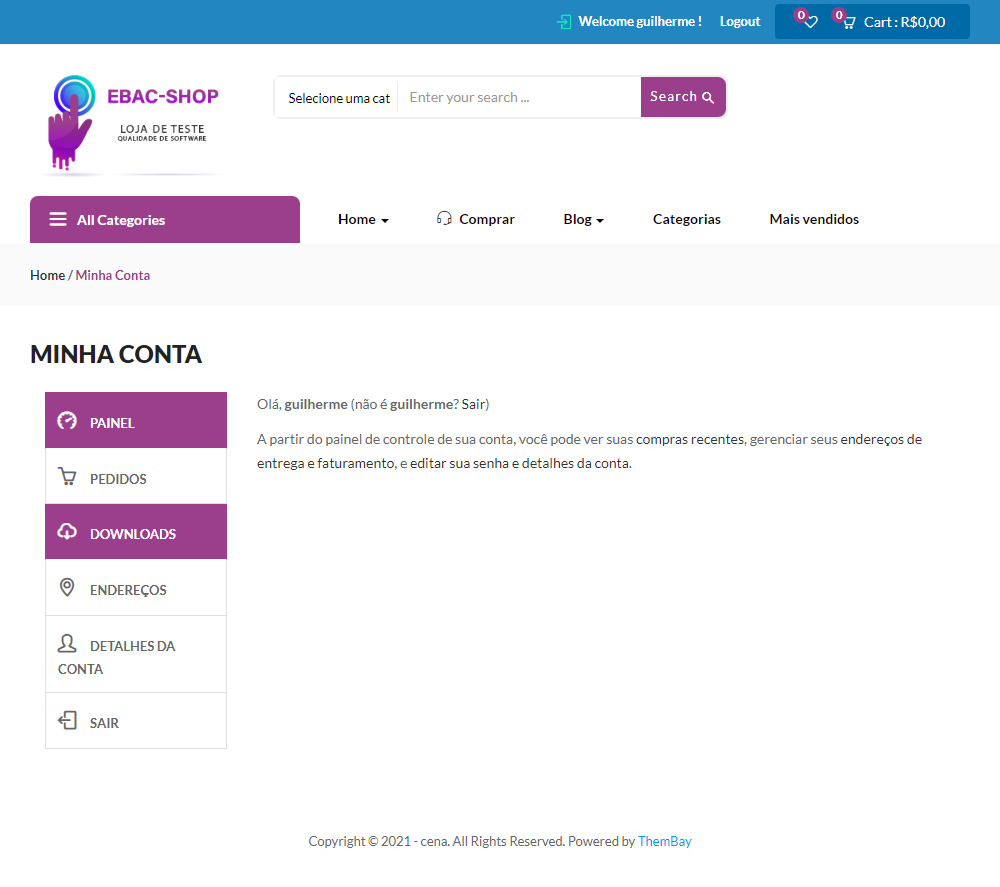 Welcome guilherme ! Logout 0 0 Cart : R$0,00
EBAC-SHOP
LOJA DE TESTE
QUALIDADE DE SOFTWARE
Selecione uma cat Enter your search ... Search
All Categories Home Comprar Blog Categorias Mais vendidos
Home / Minha Conta
MINHA CONTA
PAINEL
PEDIDOS
DOWNLOADS
ENDEREÇOS
DETALHES DA
CONTA
SAIR
Olá, guilherme (não é guilherme? Sair)
A partir do painel de controle de sua conta, você pode ver suas compras recentes, gerenciar seus endereços de
entrega e faturamento, e editar sua senha e detalhes da conta.
Copyright © 2021 - cena. All Rights Reserved. Powered by ThemBay